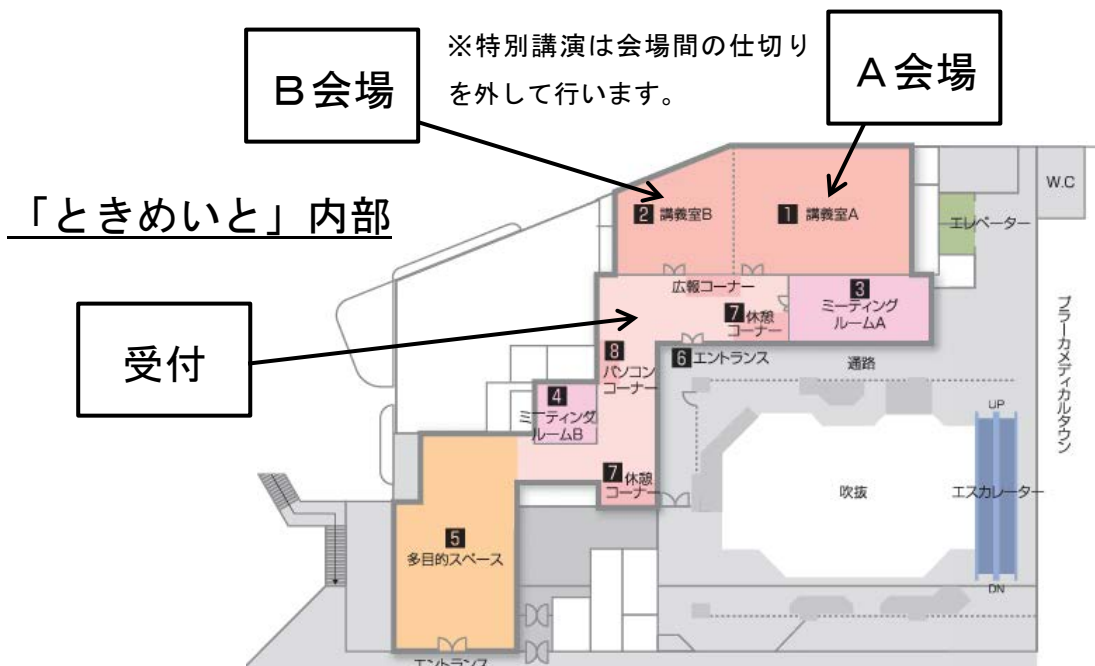 ※特別講演は会場間の仕切り
を外して行います。
B会場
A会場
「ときめいと」内部
受付
W.C
エレベーター
2 講義室B
1 講義室A
広報コーナー
3
ミーティング
ルームA
7 休憩
コーナー
8
パソコン
コーナー
6 エントランス
通路
プラーカメディカルタウン
4
ミーティング
ルームB
UP
7 休憩
コーナー
吹抜
エスカレーター
5
多目的スペース
DN
エントランス